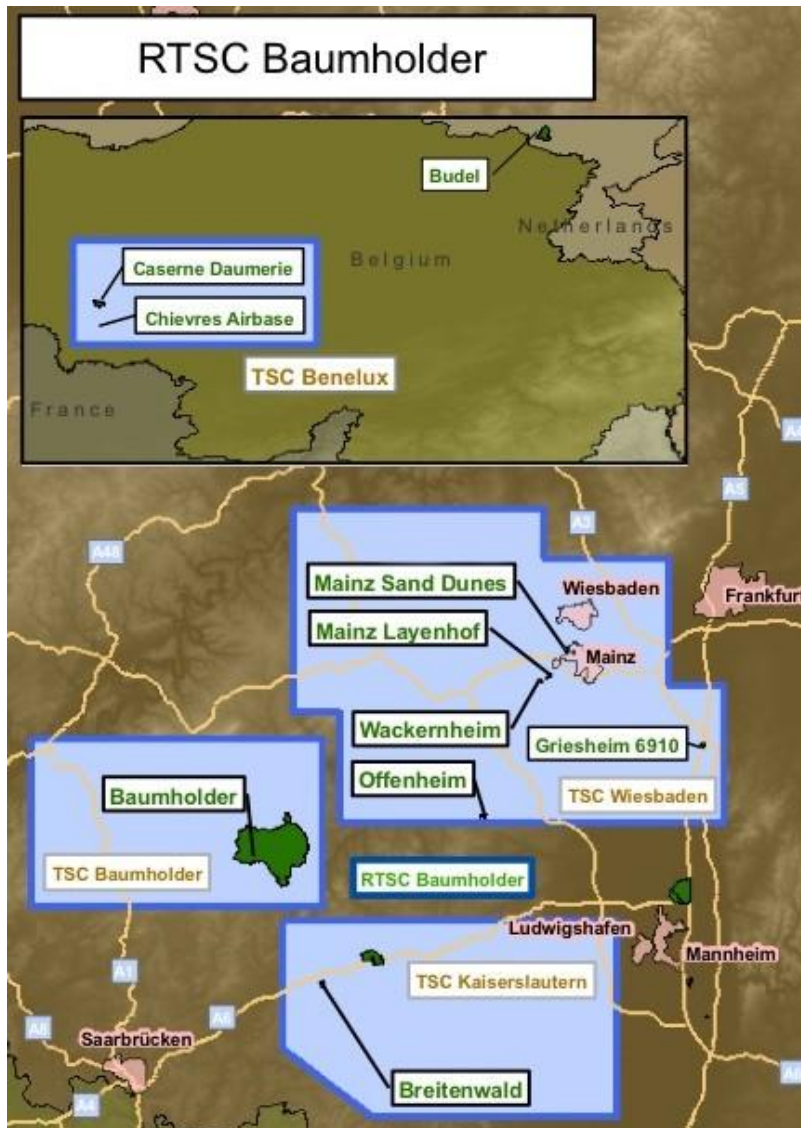 RTSC Baumholder
Budel
Netherlands
Belgium
Caserne Daumerie
Chievres Airbase
TSC Benelux
France
A4
A5
A3
A48
Mainz Sand Dunes
Wiesbaden
Frankfurt
Mainz Layenhof
Mainz
Wackernheim
Griesheim 6910
Offenheim
TSC Wiesbaden
Baumholder
TSC Baumholder
RTSC Baumholder
Ludwigshafen
Mannheim
TSC Kaiserslautern
A1
A6
A8
Saarbrücken
Breitenwald
A4